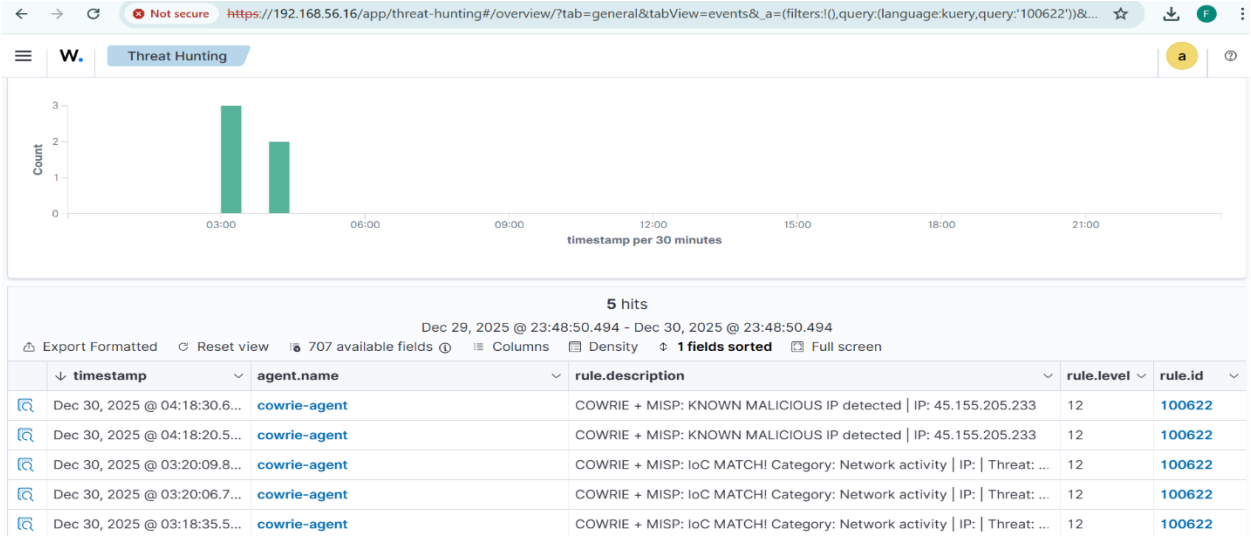 Not secure https://192.168.56.16/app/threat-hunting#/overview/?tab=general&tabView=events&_a=(filters:!(),query:(language:kuery,query:'100622'))&... F
W. Threat Hunting a
3
2
1
0
Count
03:00 06:00 09:00 12:00 15:00 18:00 21:00
timestamp per 30 minutes
5 hits
Dec 29, 2025 @ 23:48:50.494 - Dec 30, 2025 @ 23:48:50.494
Export Formatted Reset view 707 available fields Columns Density 1 fields sorted Full screen
timestamp agent.name rule.description rule.level rule.id
Dec 30, 2025 @ 04:18:30.6... cowrie-agent COWRIE + MISP: KNOWN MALICIOUS IP detected | IP: 45.155.205.233 12 100622
Dec 30, 2025 @ 04:18:20.5... cowrie-agent COWRIE + MISP: KNOWN MALICIOUS IP detected | IP: 45.155.205.233 12 100622
Dec 30, 2025 @ 03:20:09.8... cowrie-agent COWRIE + MISP: IoC MATCH! Category: Network activity | IP: | Threat: ... 12 100622
Dec 30, 2025 @ 03:20:06.7... cowrie-agent COWRIE + MISP: IoC MATCH! Category: Network activity | IP: | Threat: ... 12 100622
Dec 30, 2025 @ 03:18:35.5... cowrie-agent COWRIE + MISP: IoC MATCH! Category: Network activity | IP: | Threat: ... 12 100622